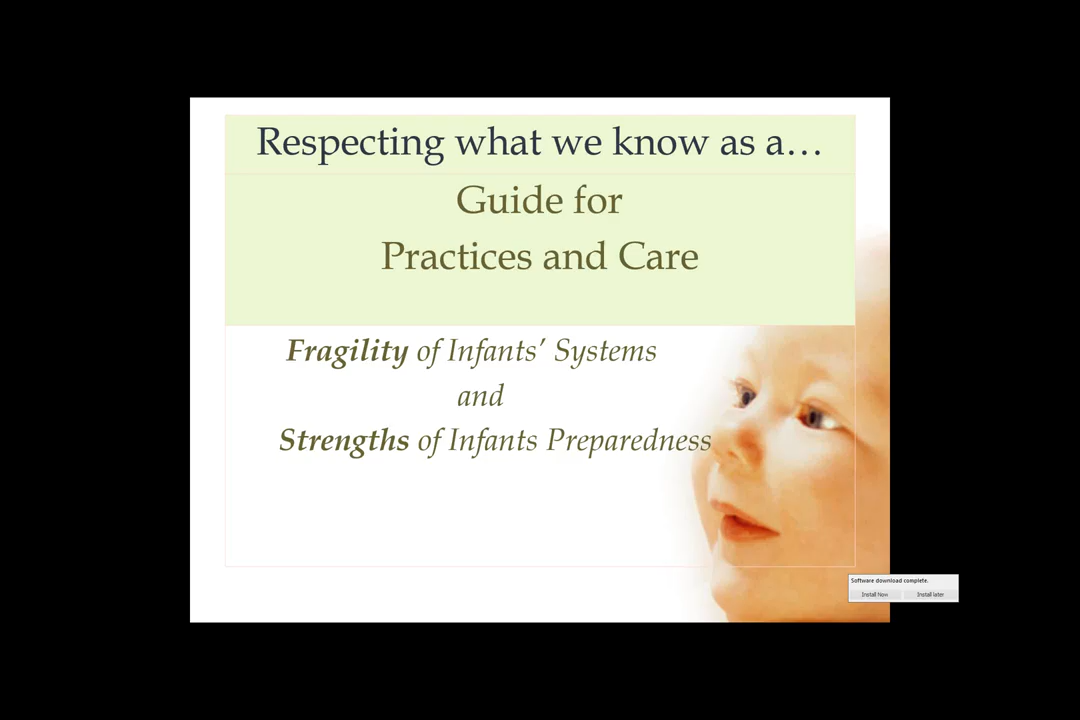 Respecting what we know as a…
Guide for
Practices and Care
Fragility of Infants’ Systems
and
Strengths of Infants Preparedness
Software download complete.
Install Now
Install later